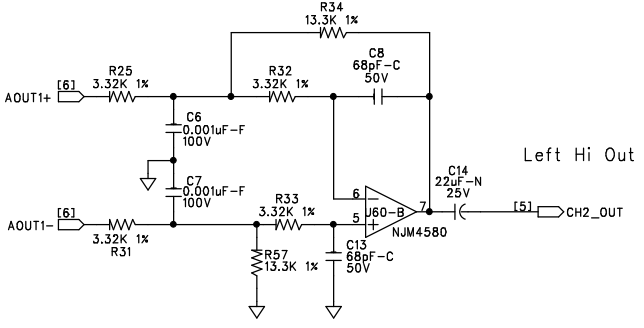 R34
13.3K 1%
C8
68pF-C
50V
R25
3.32K 1%
R32
3.32K 1%
[6]
AOUT1+
C6
0.001uF-F
100V
Left Hi Out
C7
0.001uF-F
100V
C14
22uF-N
25V
6
U60-B
7
[5]
CH2_OUT
R33
3.32K 1%
5
NJM4580
[6]
AOUT1-
3.32K 1%
R31
R57
13.3K 1%
C13
68pF-C
50V